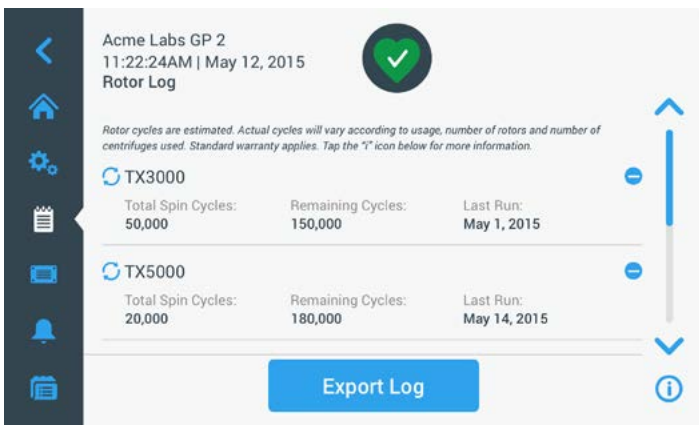 Acme Labs GP 2
11:22:24AM | May 12, 2015
Rotor Log
Rotor cycles are estimated. Actual cycles will vary according to usage, number of rotors and number of
centrifuges used. Standard warranty applies. Tap the "i" icon below for more information.
TX3000
Total Spin Cycles: Remaining Cycles: Last Run:
50,000 150,000 May 1, 2015
TX5000
Total Spin Cycles: Remaining Cycles: Last Run:
20,000 180,000 May 14, 2015
Export Log